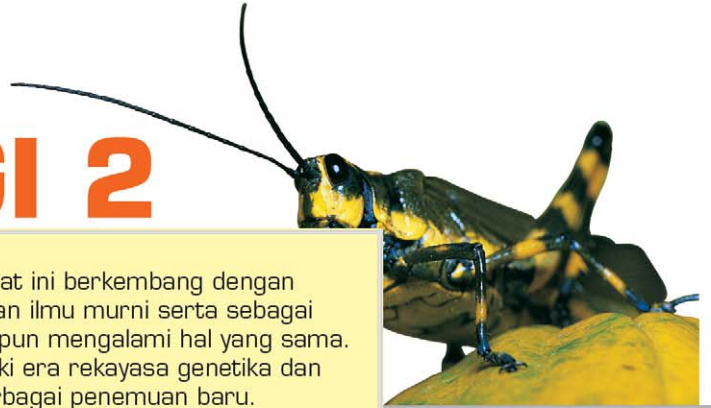 GI 2
at ini berkembang dengan
an ilmu murni serta sebagai
pun mengalami hal yang sama.
ki era rekayasa genetika dan
rbagai penemuan baru.